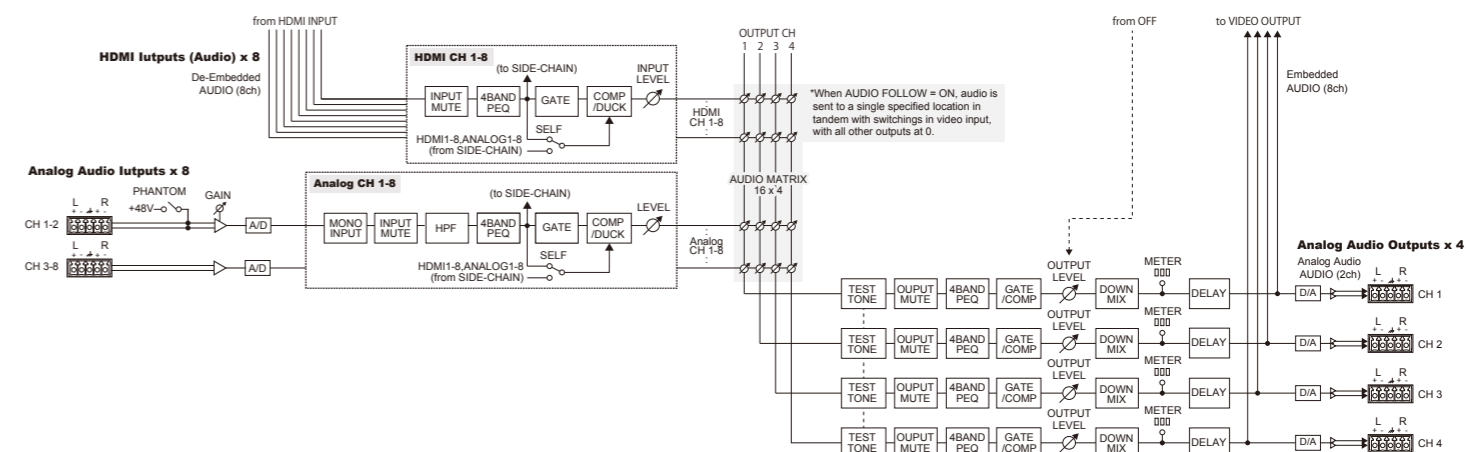 from HDMI INPUT
from OFF
to VIDEO OUTPUT
HDMI Iutputs (Audio) x 8
De-Embedded
AUDIO (8ch)
HDMI CH 1-8
(to SIDE-CHAIN)
INPUT
LEVEL
INPUT
MUTE
4BAND
PEQ
GATE
COMP
/DUCK
SELF
HDMI1-8,ANALOG1-8
(from SIDE-CHAIN)
HDMI
CH 1-8
OUTPUT CH
1 2 3 4
*When AUDIO FOLLOW = ON, audio is
sent to a single specified location in
tandem with switchings in video input,
with all other outputs at 0.
Embedded
AUDIO (8ch)
Analog Audio Iutputs x 8
L R
+ - + -
CH 1-2
PHANTOM
+48V
GAIN
A/D
L R
+ - + -
CH 3-8
A/D
Analog CH 1-8
(to SIDE-CHAIN)
LEVEL
MONO
INPUT
INPUT
MUTE
HPF
4BAND
PEQ
GATE
COMP
/DUCK
SELF
HDMI1-8,ANALOG1-8
(from SIDE-CHAIN)
Analog
CH 1-8
AUDIO MATRIX
16 x 4
Analog Audio Outputs x 4
Analog Audio
AUDIO (2ch)
TEST
TONE
OUPUT
MUTE
4BAND
PEQ
GATE
/COMP
OUTPUT
LEVEL
DOWN
MIX
METER
DELAY
D/A
L R
+ - + -
CH 1
TEST
TONE
OUPUT
MUTE
4BAND
PEQ
GATE
/COMP
OUTPUT
LEVEL
DOWN
MIX
METER
DELAY
D/A
L R
+ - + -
CH 2
TEST
TONE
OUPUT
MUTE
4BAND
PEQ
GATE
/COMP
OUTPUT
LEVEL
DOWN
MIX
METER
DELAY
D/A
L R
+ - + -
CH 3
TEST
TONE
OUPUT
MUTE
4BAND
PEQ
GATE
/COMP
OUTPUT
LEVEL
DOWN
MIX
METER
DELAY
D/A
L R
+ - + -
CH 4